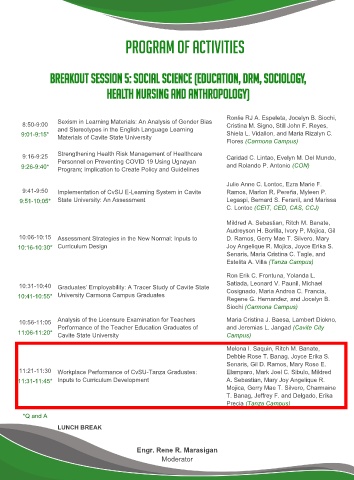 PROGRAM OF ACTIVITIES
BREAKOUT SESSION 5: SOCIAL SCIENCE (EDUCATION, DRM, SOCIOLOGY,
HEALTH NURSING AND ANTHROPOLOGY)
8:50-9:00
9:01-9:15*
Sexism in Learning Materials: An Analysis of Gender Bias
and Stereotypes in the English Language Learning
Materials of Cavite State University
Ronlie RJ A. Espeleta, Jocelyn B. Siochi,
Cristina M. Signo, Still John F. Reyes,
Shiela L. Vidallon, and Maria Rizalyn C.
Flores (Carmona Campus)
9:16-9:25
9:26-9:40*
Strengthening Health Risk Management of Healthcare
Personnel on Preventing COVID 19 Using Ugnayan
Program; Implication to Create Policy and Guidelines
Caridad C. Lintao, Evelyn M. Del Mundo,
and Rolando P. Antonio (CON)
9:41-9:50
9:51-10:05*
Implementation of CvSU E-Learning System in Cavite
State University: An Assessment
Julie Anne C. Lontoc, Ezra Marie F.
Ramos, Marlon R. Pereña, Myleen P.
Legaspi, Bernard S. Feranil, and Marissa
C. Lontoc (CEIT, CED, CAS, CCJ)
10:06-10:15
10:16-10:30*
Assessment Strategies in the New Normal: Inputs to
Curriculum Design
Mildred A. Sebastian, Ritch M. Banate,
Audreyson H. Borilla, Ivory P. Mojica, Gil
D. Ramos, Gerry Mae T. Silvero, Mary
Joy Angelique R. Mojica, Joyce Erika S.
Senaris, Maria Cristina C. Tagle, and
Estelita A. Villa (Tanza Campus)
10:31-10:40
10:41-10:55*
Graduates' Employability: A Tracer Study of Cavite State
University Carmona Campus Graduates
Ron Erik C. Frontuna, Yolanda L.
Satiada, Leonard V. Paunil, Michael
Cosignado, Maria Andrea C. Francia,
Regene G. Hernandez, and Jocelyn B.
Siochi (Carmona Campus)
10:56-11:05
11:06-11:20*
Analysis of the Licensure Examination for Teachers
Performance of the Teacher Education Graduates of
Cavite State University
Maria Cristina J. Baesa, Lambert Diokno,
and Jeremias L. Jangad (Cavite City
Campus)
11:21-11:30
11:31-11:45*
Workplace Performance of CvSU-Tanza Graduates:
Inputs to Curriculum Development
Melona I. Saquin, Ritch M. Banate,
Debbie Rose T. Banag, Joyce Erika S.
Senaris, Gil D. Ramos, Mary Rose E.
Elamparo, Mark Joel C. Sibulo, Mildred
A. Sebastian, Mary Joy Angelique R.
Mojica, Gerry Mae T. Silvero, Charmaine
T. Banag, Jeffrey F. and Delgado, Erika
Precia (Tanza Campus)
*Q and A
LUNCH BREAK
Engr. Rene R. Marasigan
Moderator